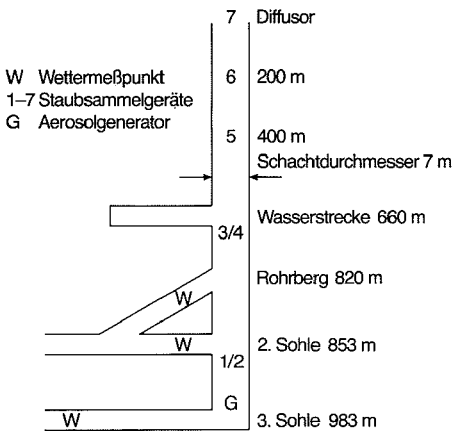 7 Diffusor
W Wettermeßpunkt
6 200 m
1–7 Staubsammelgeräte
G Aerosolgenerator
5 400 m
Schachtdurchmesser 7 m
Wasserstrecke 660 m
3/4
Rohrberg 820 m
W
W
2. Sohle 853 m
1/2
G
W
3. Sohle 983 m